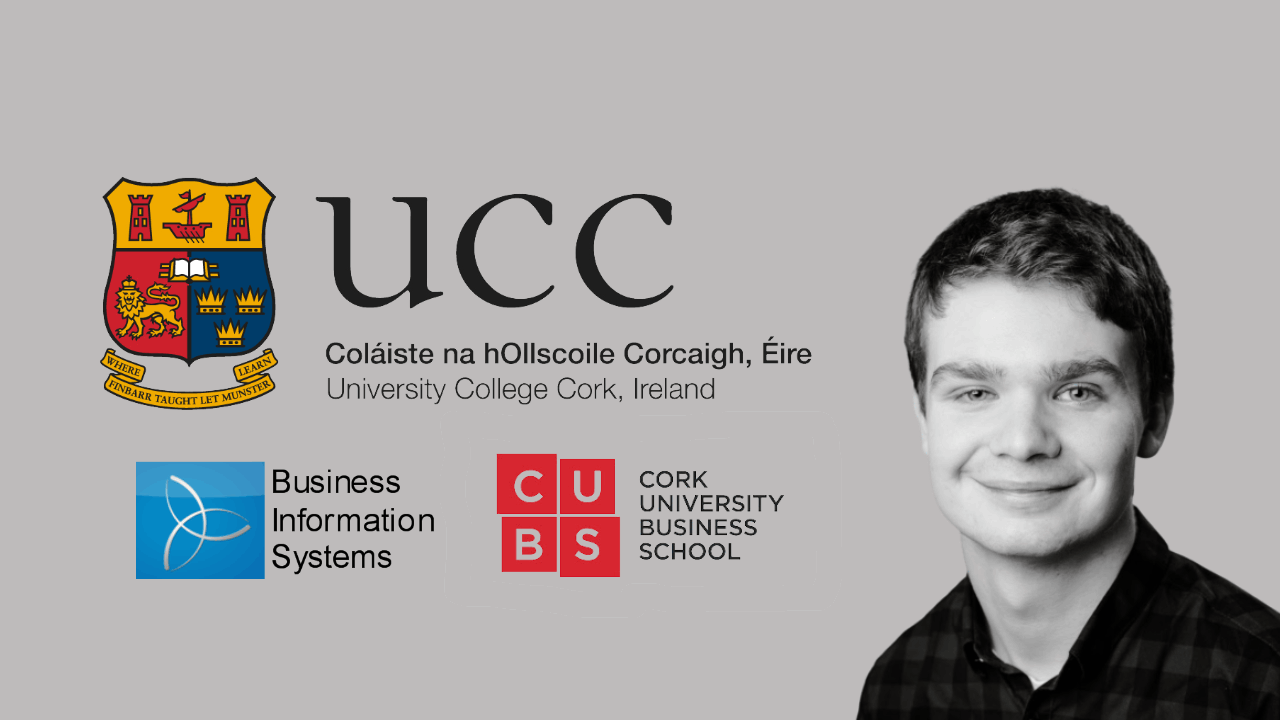 ucc
Coláiste na hOllscoile Corcaigh, Éire
University College Cork, Ireland
WHERE
FINBARR TAUGHT LET MUNSTER
LEARN
Business
Information
Systems
C U
B S
CORK
UNIVERSITY
BUSINESS
SCHOOL